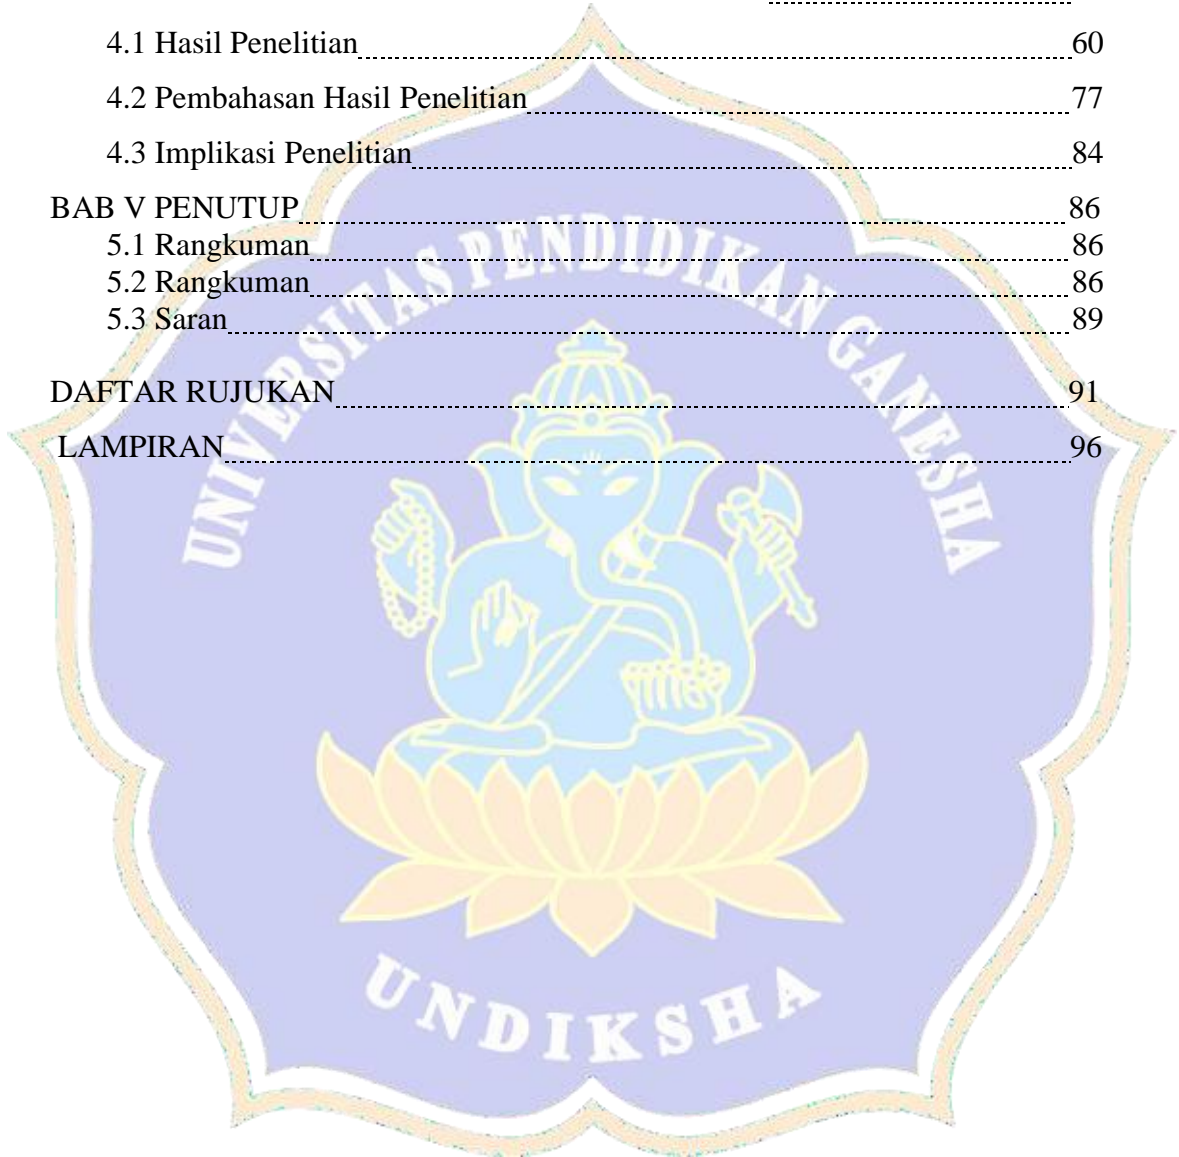 4.1 Hasil Penelitian 60
4.2 Pembahasan Hasil Penelitian 77
4.3 Implikasi Penelitian 84
BAB V PENUTUP 86
5.1 Rangkuman 86
5.2 Rangkuman 86
5.3 Saran 89
DAFTAR RUJUKAN 91
LAMPIRAN 96
UNIVERSITAS PENDIDIKAN GANESHA
UNDIKSHA